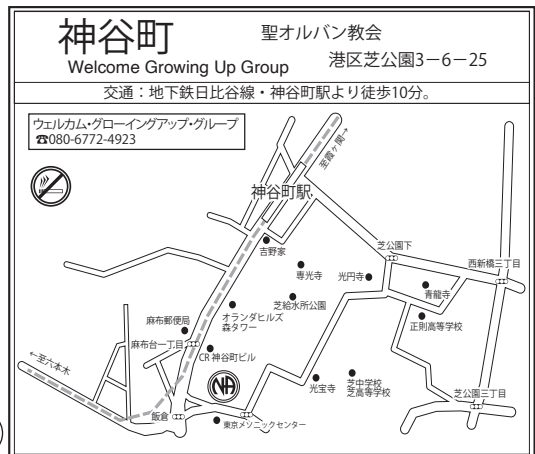 神谷町
聖オルバン教会
Welcome Growing Up Group
港区芝公園3−6−25
交通：地下鉄日比谷線・神谷町駅より徒歩10分。
ウェルカム・グローイングアップ・グループ
☎080-6772-4923
至霞ヶ関→
神谷町駅
吉野家
芝公園下
西新橋三丁目
専光寺
光円寺
青龍寺
芝給水所公園
オランダヒルズ
森タワー
正則高等学校
麻布郵便局
麻布台一丁目
CR 神谷町ビル
←至六本木
NA
光宝寺
芝中学校
芝高等学校
芝公園三丁目
飯倉
東京メソニックセンター